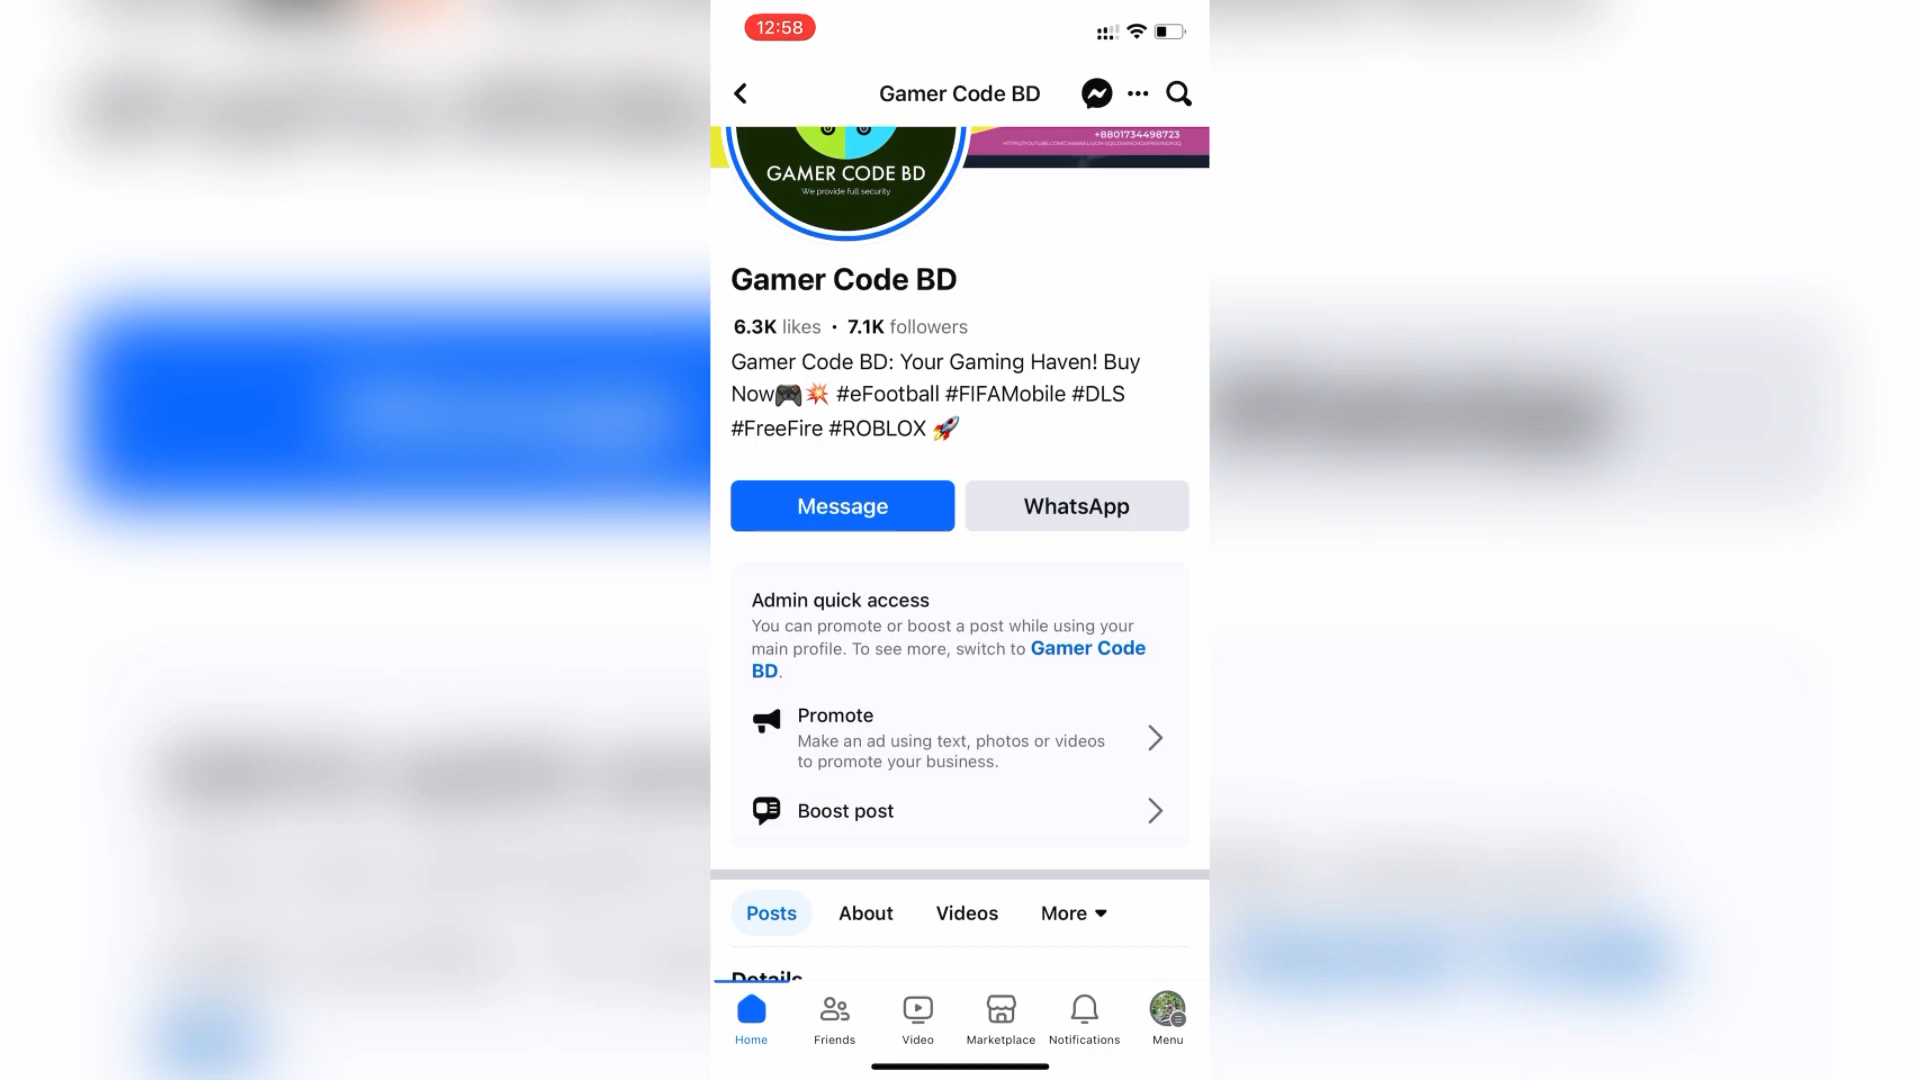 12:58
Gamer Code BD
+8801734498723
GAMER CODE BD
We provide full security
Gamer Code BD
6.3K likes • 7.1K followers
Gamer Code BD: Your Gaming Haven! Buy
Now🎮💥 #eFootball #FIFAMobile #DLS
#FreeFire #ROBLOX 🚀
Message
WhatsApp
Admin quick access
You can promote or boost a post while using your
main profile. To see more, switch to Gamer Code
BD.
Promote
Make an ad using text, photos or videos
to promote your business.
Boost post
Posts
About
Videos
More
Details
Home
Friends
Video
Marketplace
Notifications
Menu